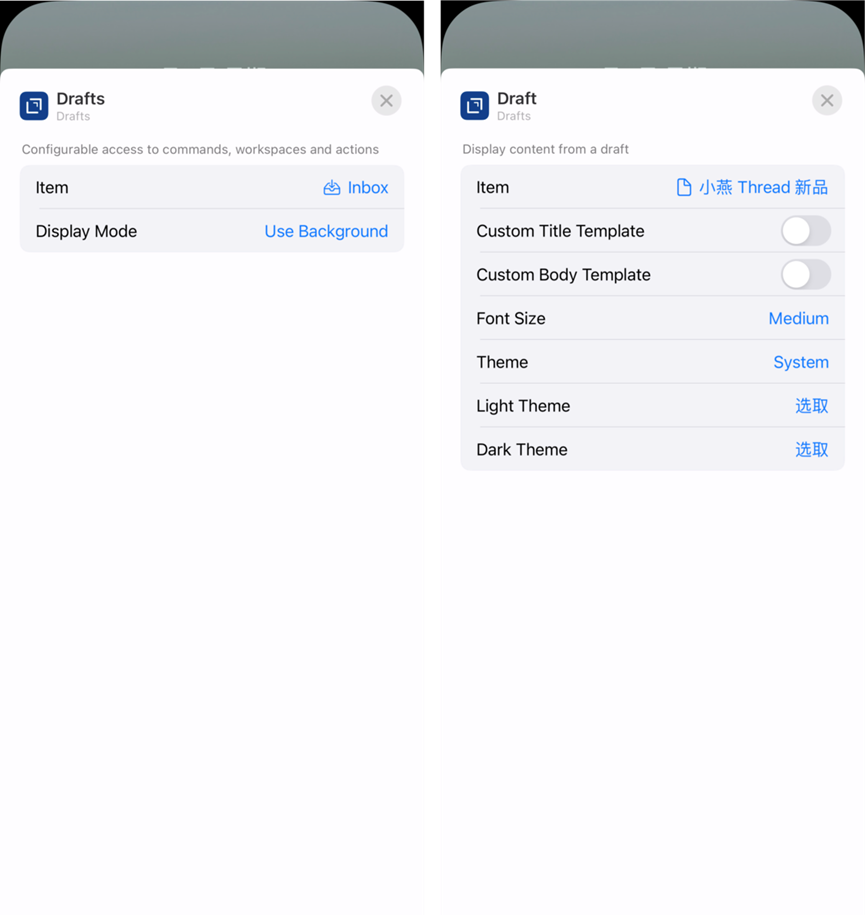 Drafts
Drafts
Configurable access to commands, workspaces and actions
Item Inbox
Display Mode Use Background
Draft
Drafts
Display content from a draft
Item 小燕 Thread 新品
Custom Title Template
Custom Body Template
Font Size Medium
Theme System
Light Theme 选取
Dark Theme 选取